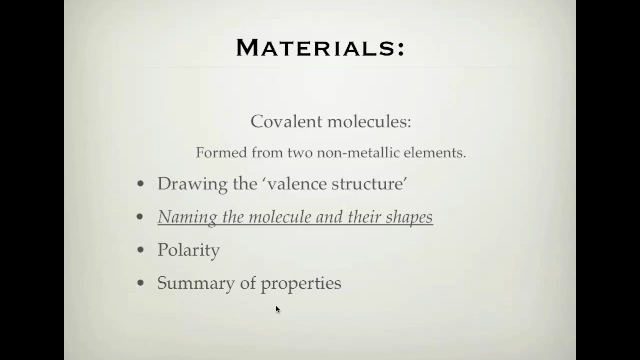 MATERIALS:
Covalent molecules:
Formed from two non-metallic elements.
• Drawing the ‘valence structure’
• Naming the molecule and their shapes
• Polarity
• Summary of properties